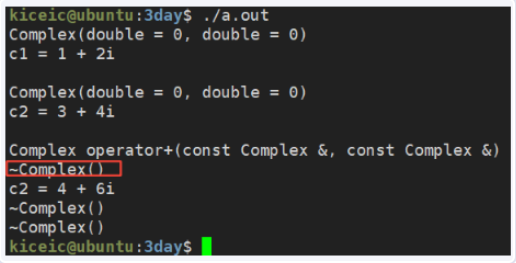 kiceic@ubuntu:3day$ ./a.out
Complex(double = 0, double = 0)
c1 = 1 + 2i
Complex(double = 0, double = 0)
c2 = 3 + 4i
Complex operator+(const Complex &, const Complex &)
~Complex()
c2 = 4 + 6i
~Complex()
~Complex()
kiceic@ubuntu:3day$